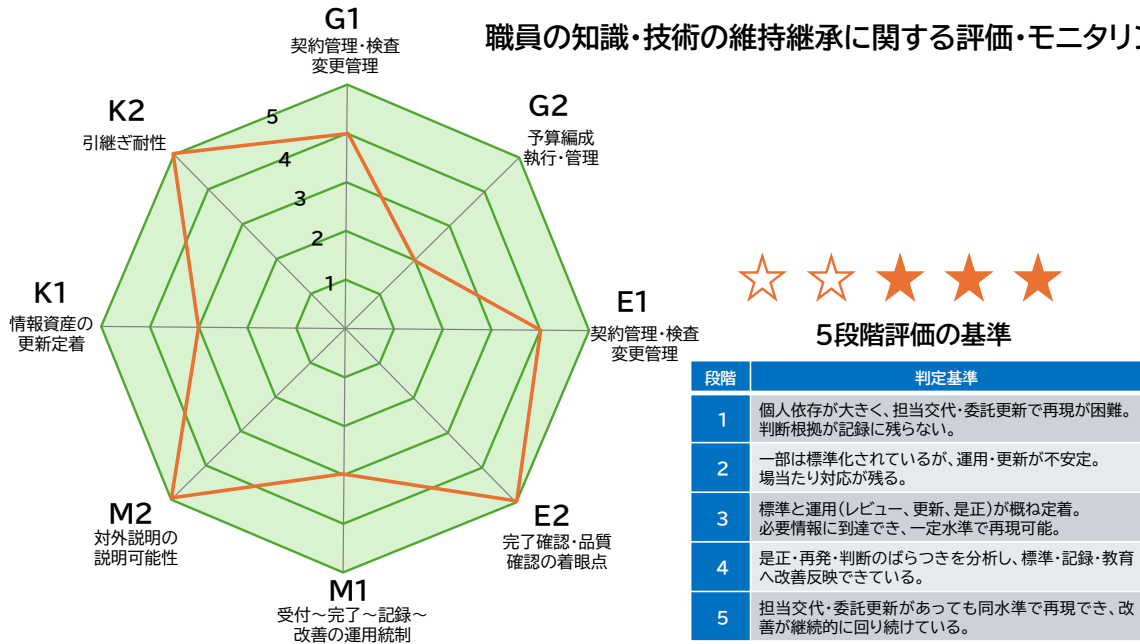 職員の知識・技術の維持継承に関する評価・モニタリン
G1
契約管理・検査
変更管理
G2
予算編成
執行・管理
E1
契約管理・検査
変更管理
E2
完了確認・品質
確認の着眼点
M1
受付～完了～記録～
改善の運用統制
M2
対外説明の
説明可能性
K1
情報資産の
更新定着
K2
引継ぎ耐性
5
4
3
2
1
☆ ☆ ★ ★ ★
5段階評価の基準
段階 判定基準
1 個人依存が大きく、担当交代・委託更新で再現が困難。
判断根拠が記録に残らない。
2 一部は標準化されているが、運用・更新が不安定。
場当たり対応が残る。
3 標準と運用(レビュー、更新、是正)が概ね定着。
必要情報に到達でき、一定水準で再現可能。
4 是正・再発・判断のばらつきを分析し、標準・記録・教育
へ改善反映できている。
5 担当交代・委託更新があっても同水準で再現でき、改
善が継続的に回り続けている。